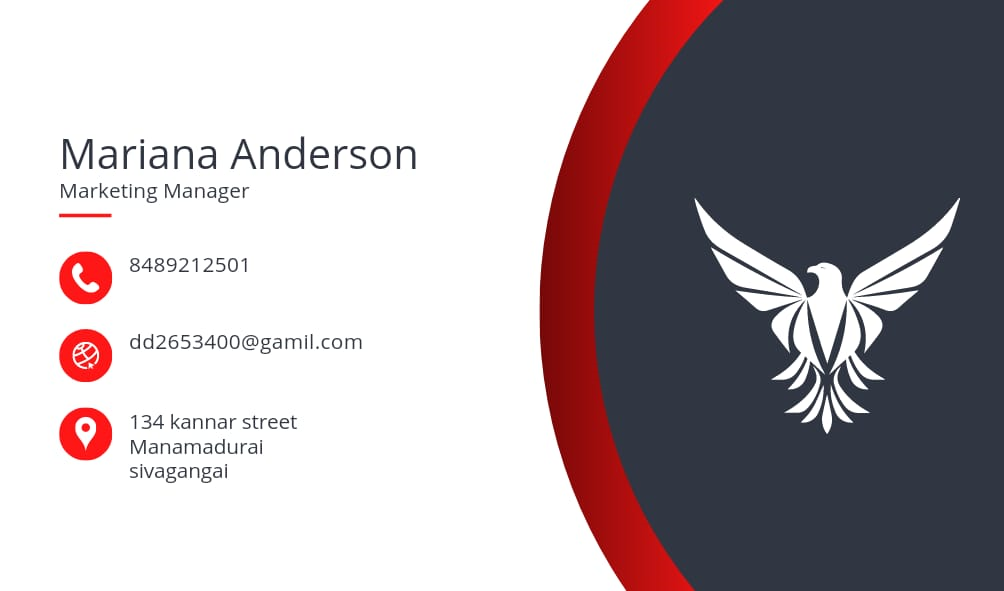 Mariana Anderson
Marketing Manager
8489212501
dd2653400@gamil.com
134 kannar street
Manamadurai
sivagangai